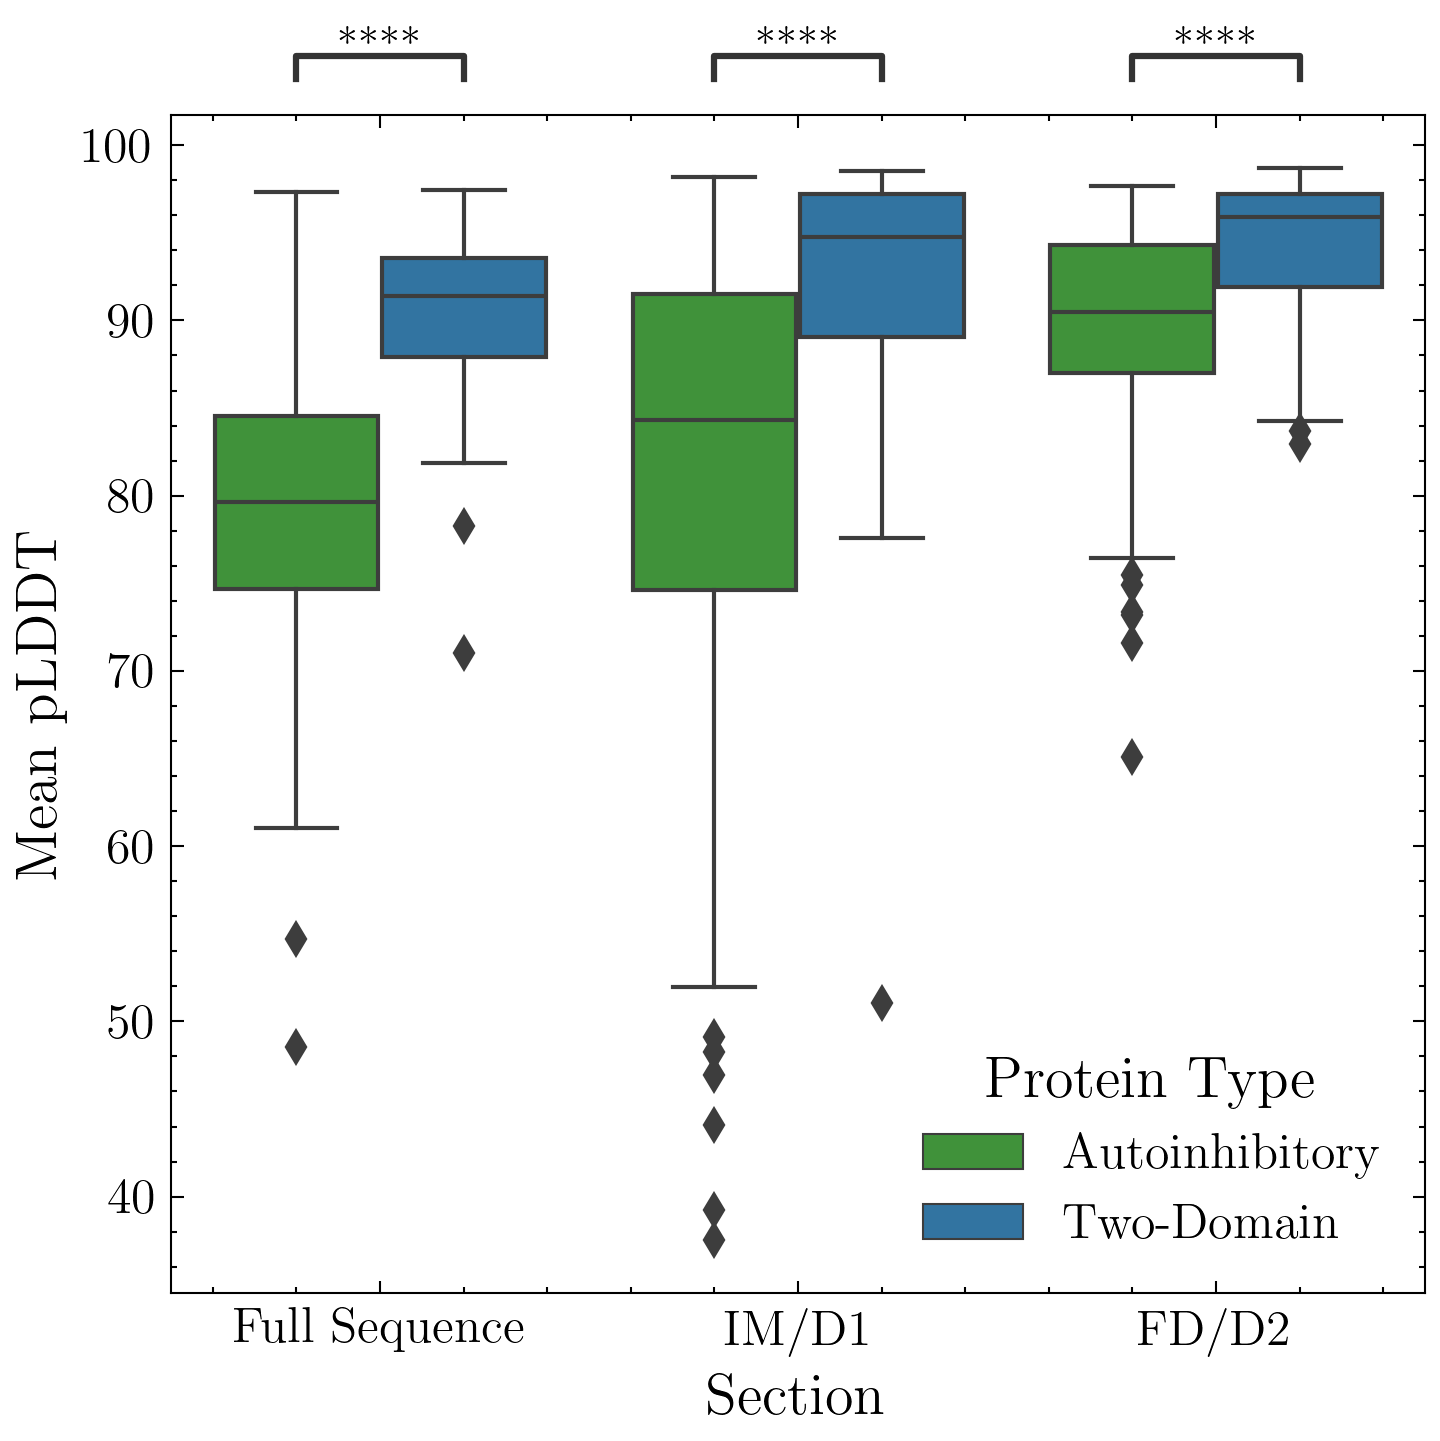 **** **** ****
100
90
80
70
60
50
40
Mean pLDDT
Protein Type
Autoinhibitory
Two-Domain
Full Sequence IM/D1 FD/D2
Section